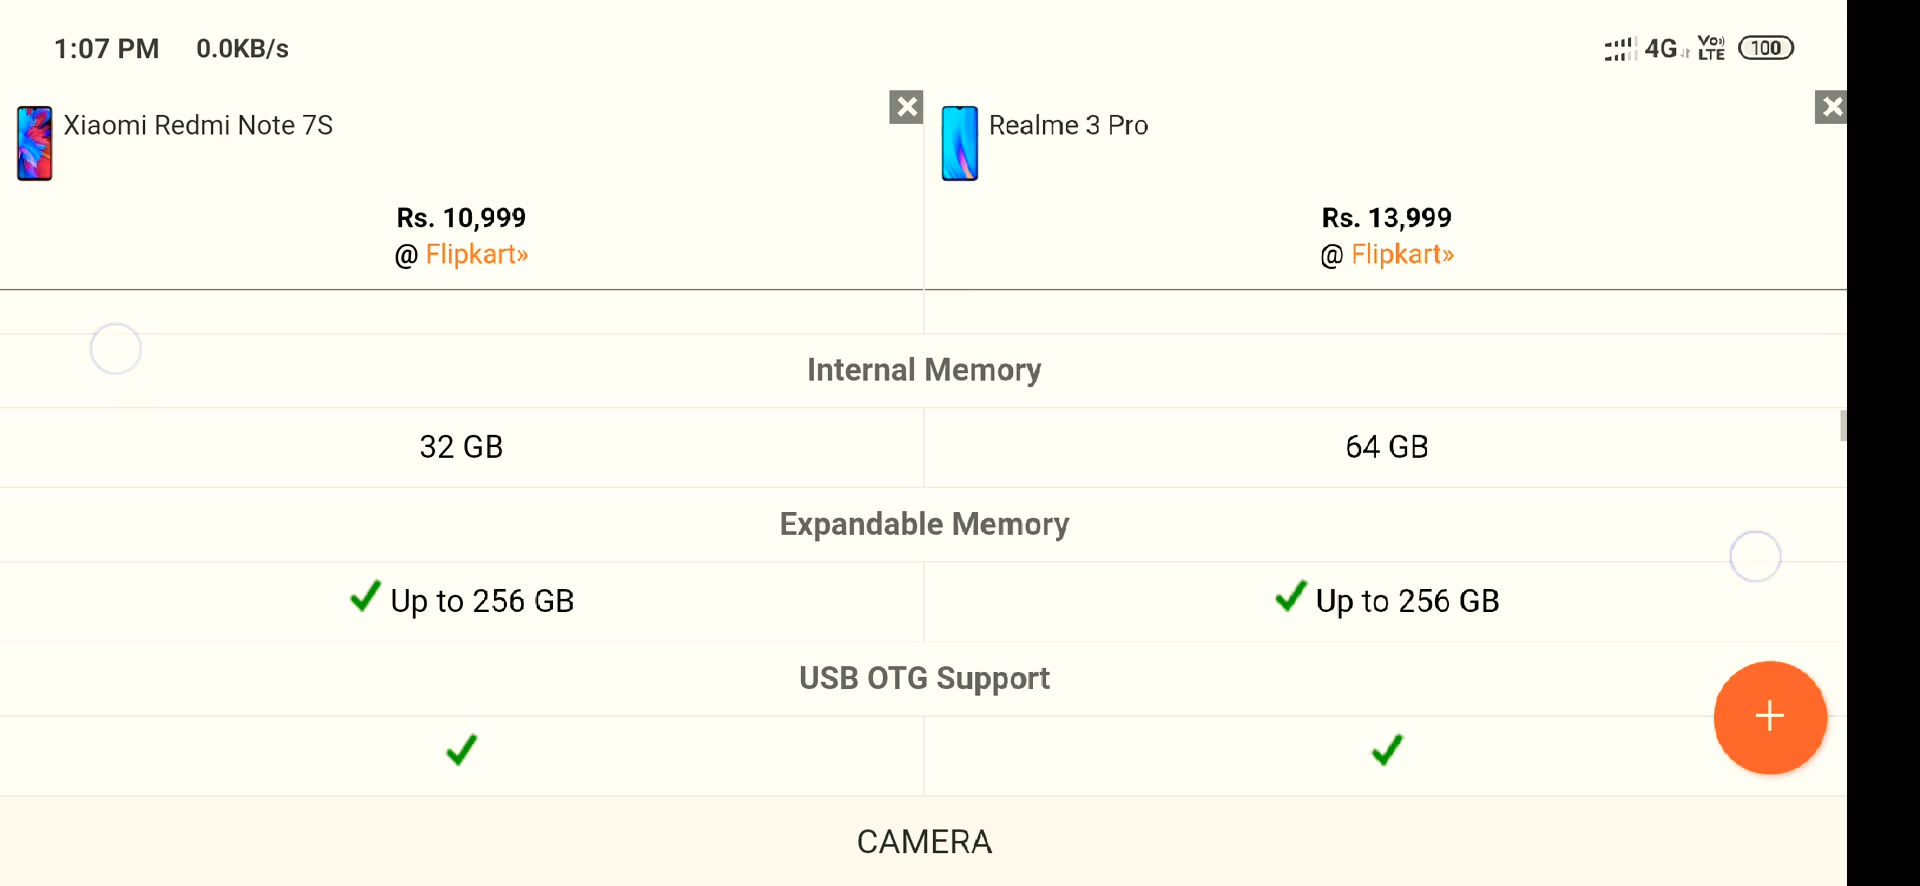 1:07 PM 0.0KB/s 4G Vo) LTE 100
Xiaomi Redmi Note 7S
Realme 3 Pro
Rs. 10,999
@ Flipkart»
Rs. 13,999
@ Flipkart»
Internal Memory
32 GB 64 GB
Expandable Memory
Up to 256 GB Up to 256 GB
USB OTG Support
CAMERA